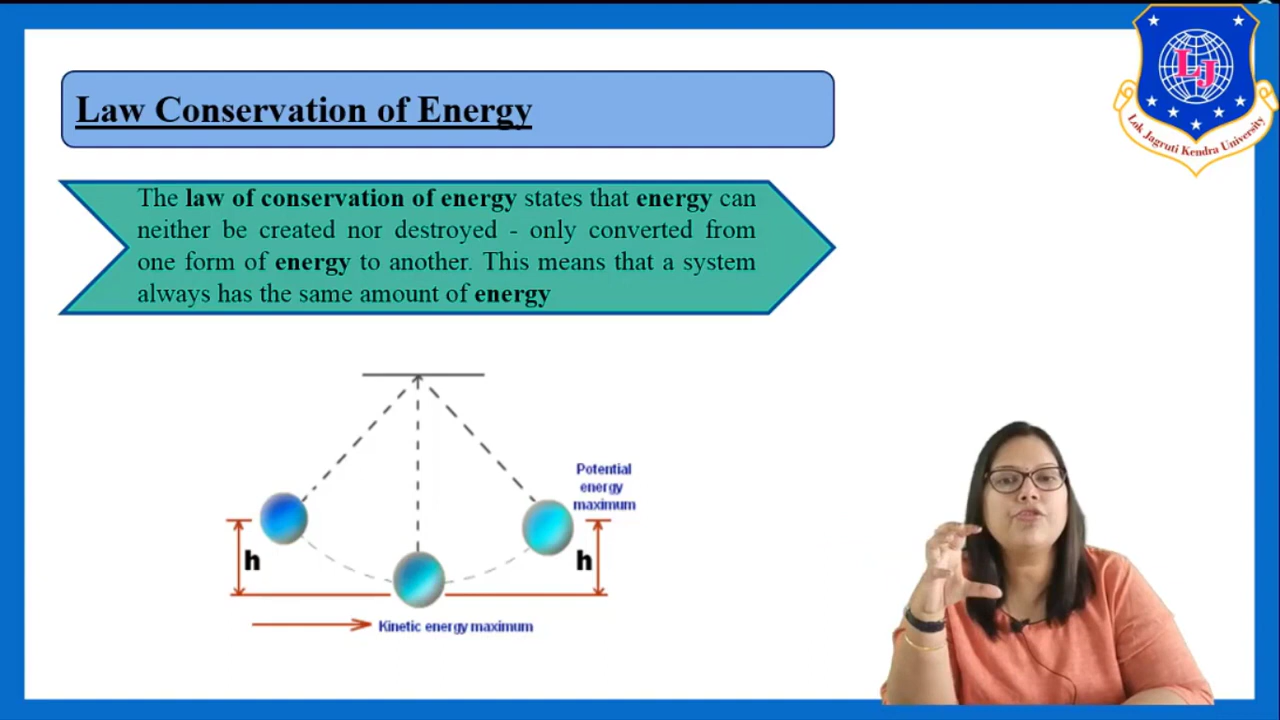 Law Conservation of Energy
The law of conservation of energy states that energy can
neither be created nor destroyed - only converted from
one form of energy to another. This means that a system
always has the same amount of energy
Potential
energy
maximum
h
h
Kinetic energy maximum
LJ
Lok Jagruti Kendra University